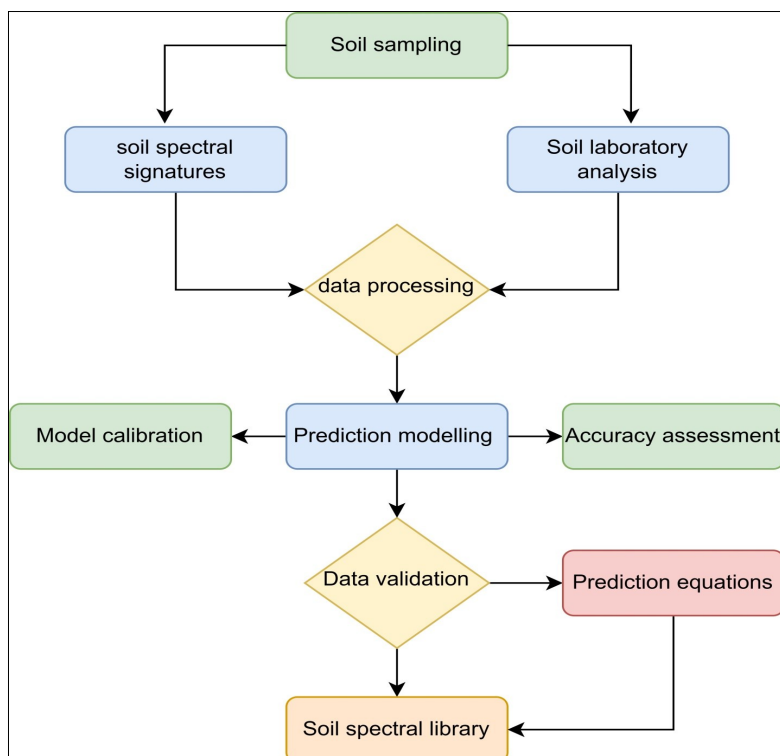 Soil sampling
soil spectral
signatures
Soil laboratory
analysis
data processing
Model calibration
Prediction modelling
Accuracy assessment
Data validation
Prediction equations
Soil spectral library